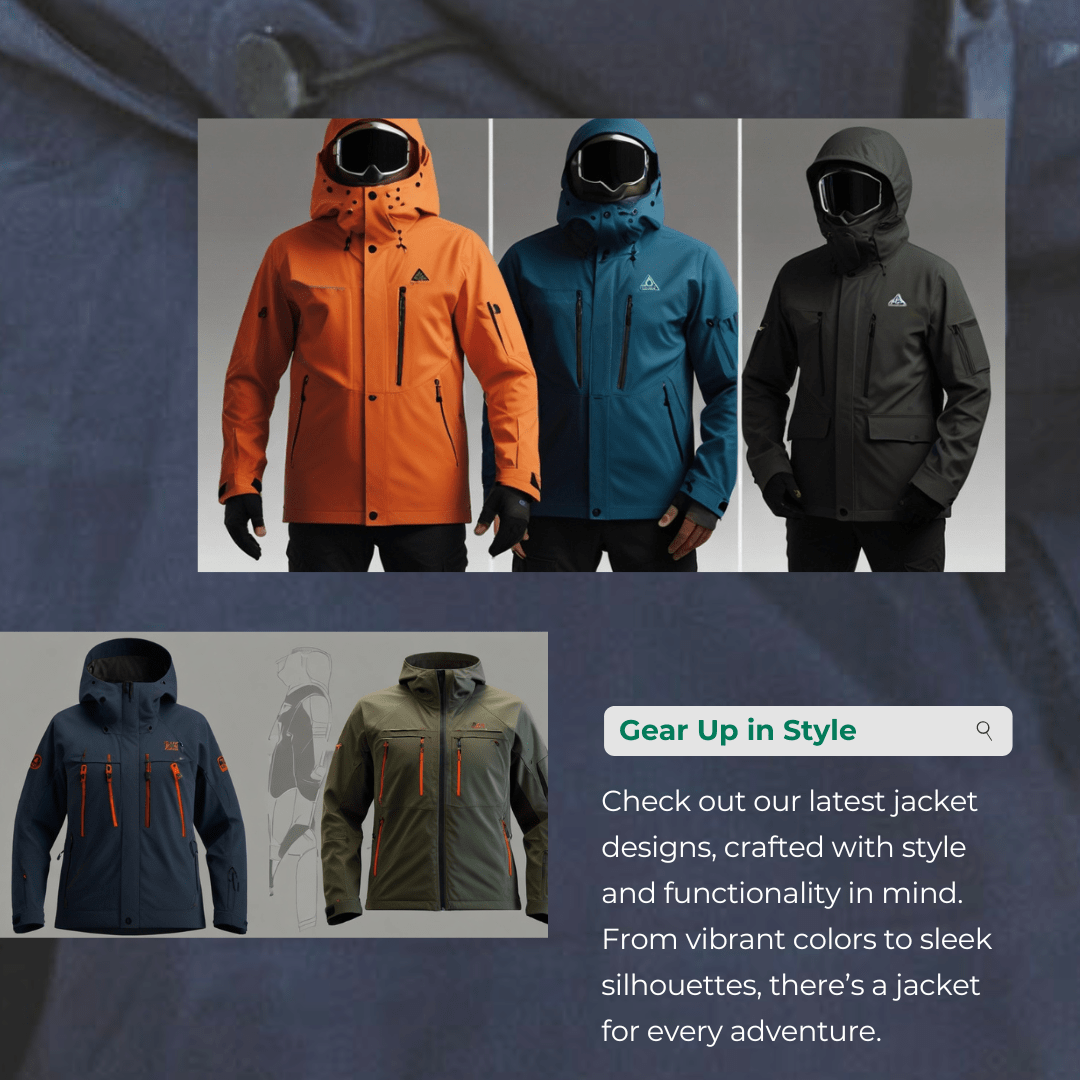 Gear Up in Style
Check out our latest jacket
designs, crafted with style
and functionality in mind.
From vibrant colors to sleek
silhouettes, there’s a jacket
for every adventure.